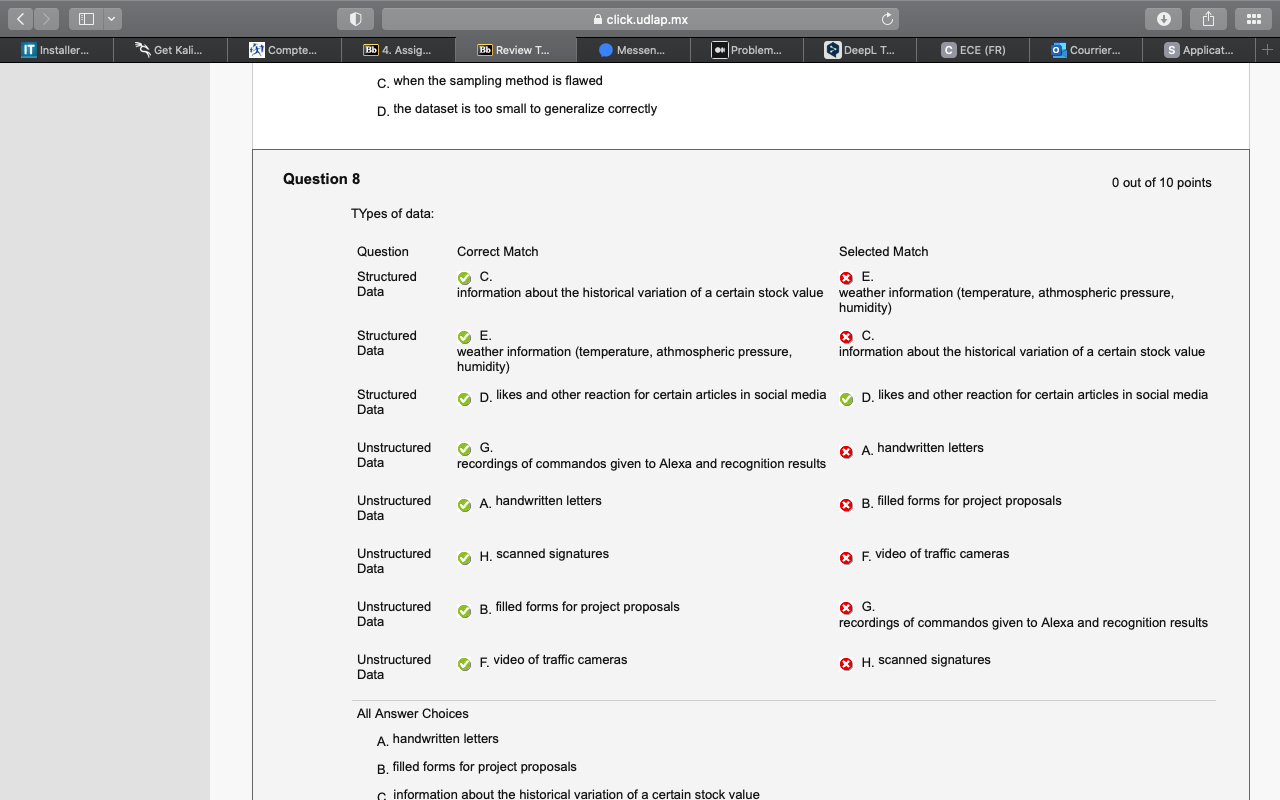 click.udlap.mx
IT Installer...
Get Kali...
Compte...
Bb 4. Assig...
Bb Review T...
Messen...
Problem...
DeepL T...
C ECE (FR)
Courrier...
S Applicat...
C. when the sampling method is flawed
D. the dataset is too small to generalize correctly
Question 8
0 out of 10 points
TYpes of data:
Question Correct Match Selected Match
Structured C. E.
Data information about the historical variation of a certain stock value weather information (temperature, athmospheric pressure,
humidity)
Structured E. C.
Data weather information (temperature, athmospheric pressure, information about the historical variation of a certain stock value
humidity)
Structured D. likes and other reaction for certain articles in social media D. likes and other reaction for certain articles in social media
Data
Unstructured G. A. handwritten letters
Data recordings of commandos given to Alexa and recognition results
Unstructured A. handwritten letters B. filled forms for project proposals
Data
Unstructured H. scanned signatures F. video of traffic cameras
Data
Unstructured B. filled forms for project proposals G.
Data recordings of commandos given to Alexa and recognition results
Unstructured F. video of traffic cameras H. scanned signatures
Data
All Answer Choices
A. handwritten letters
B. filled forms for project proposals
C. information about the historical variation of a certain stock value